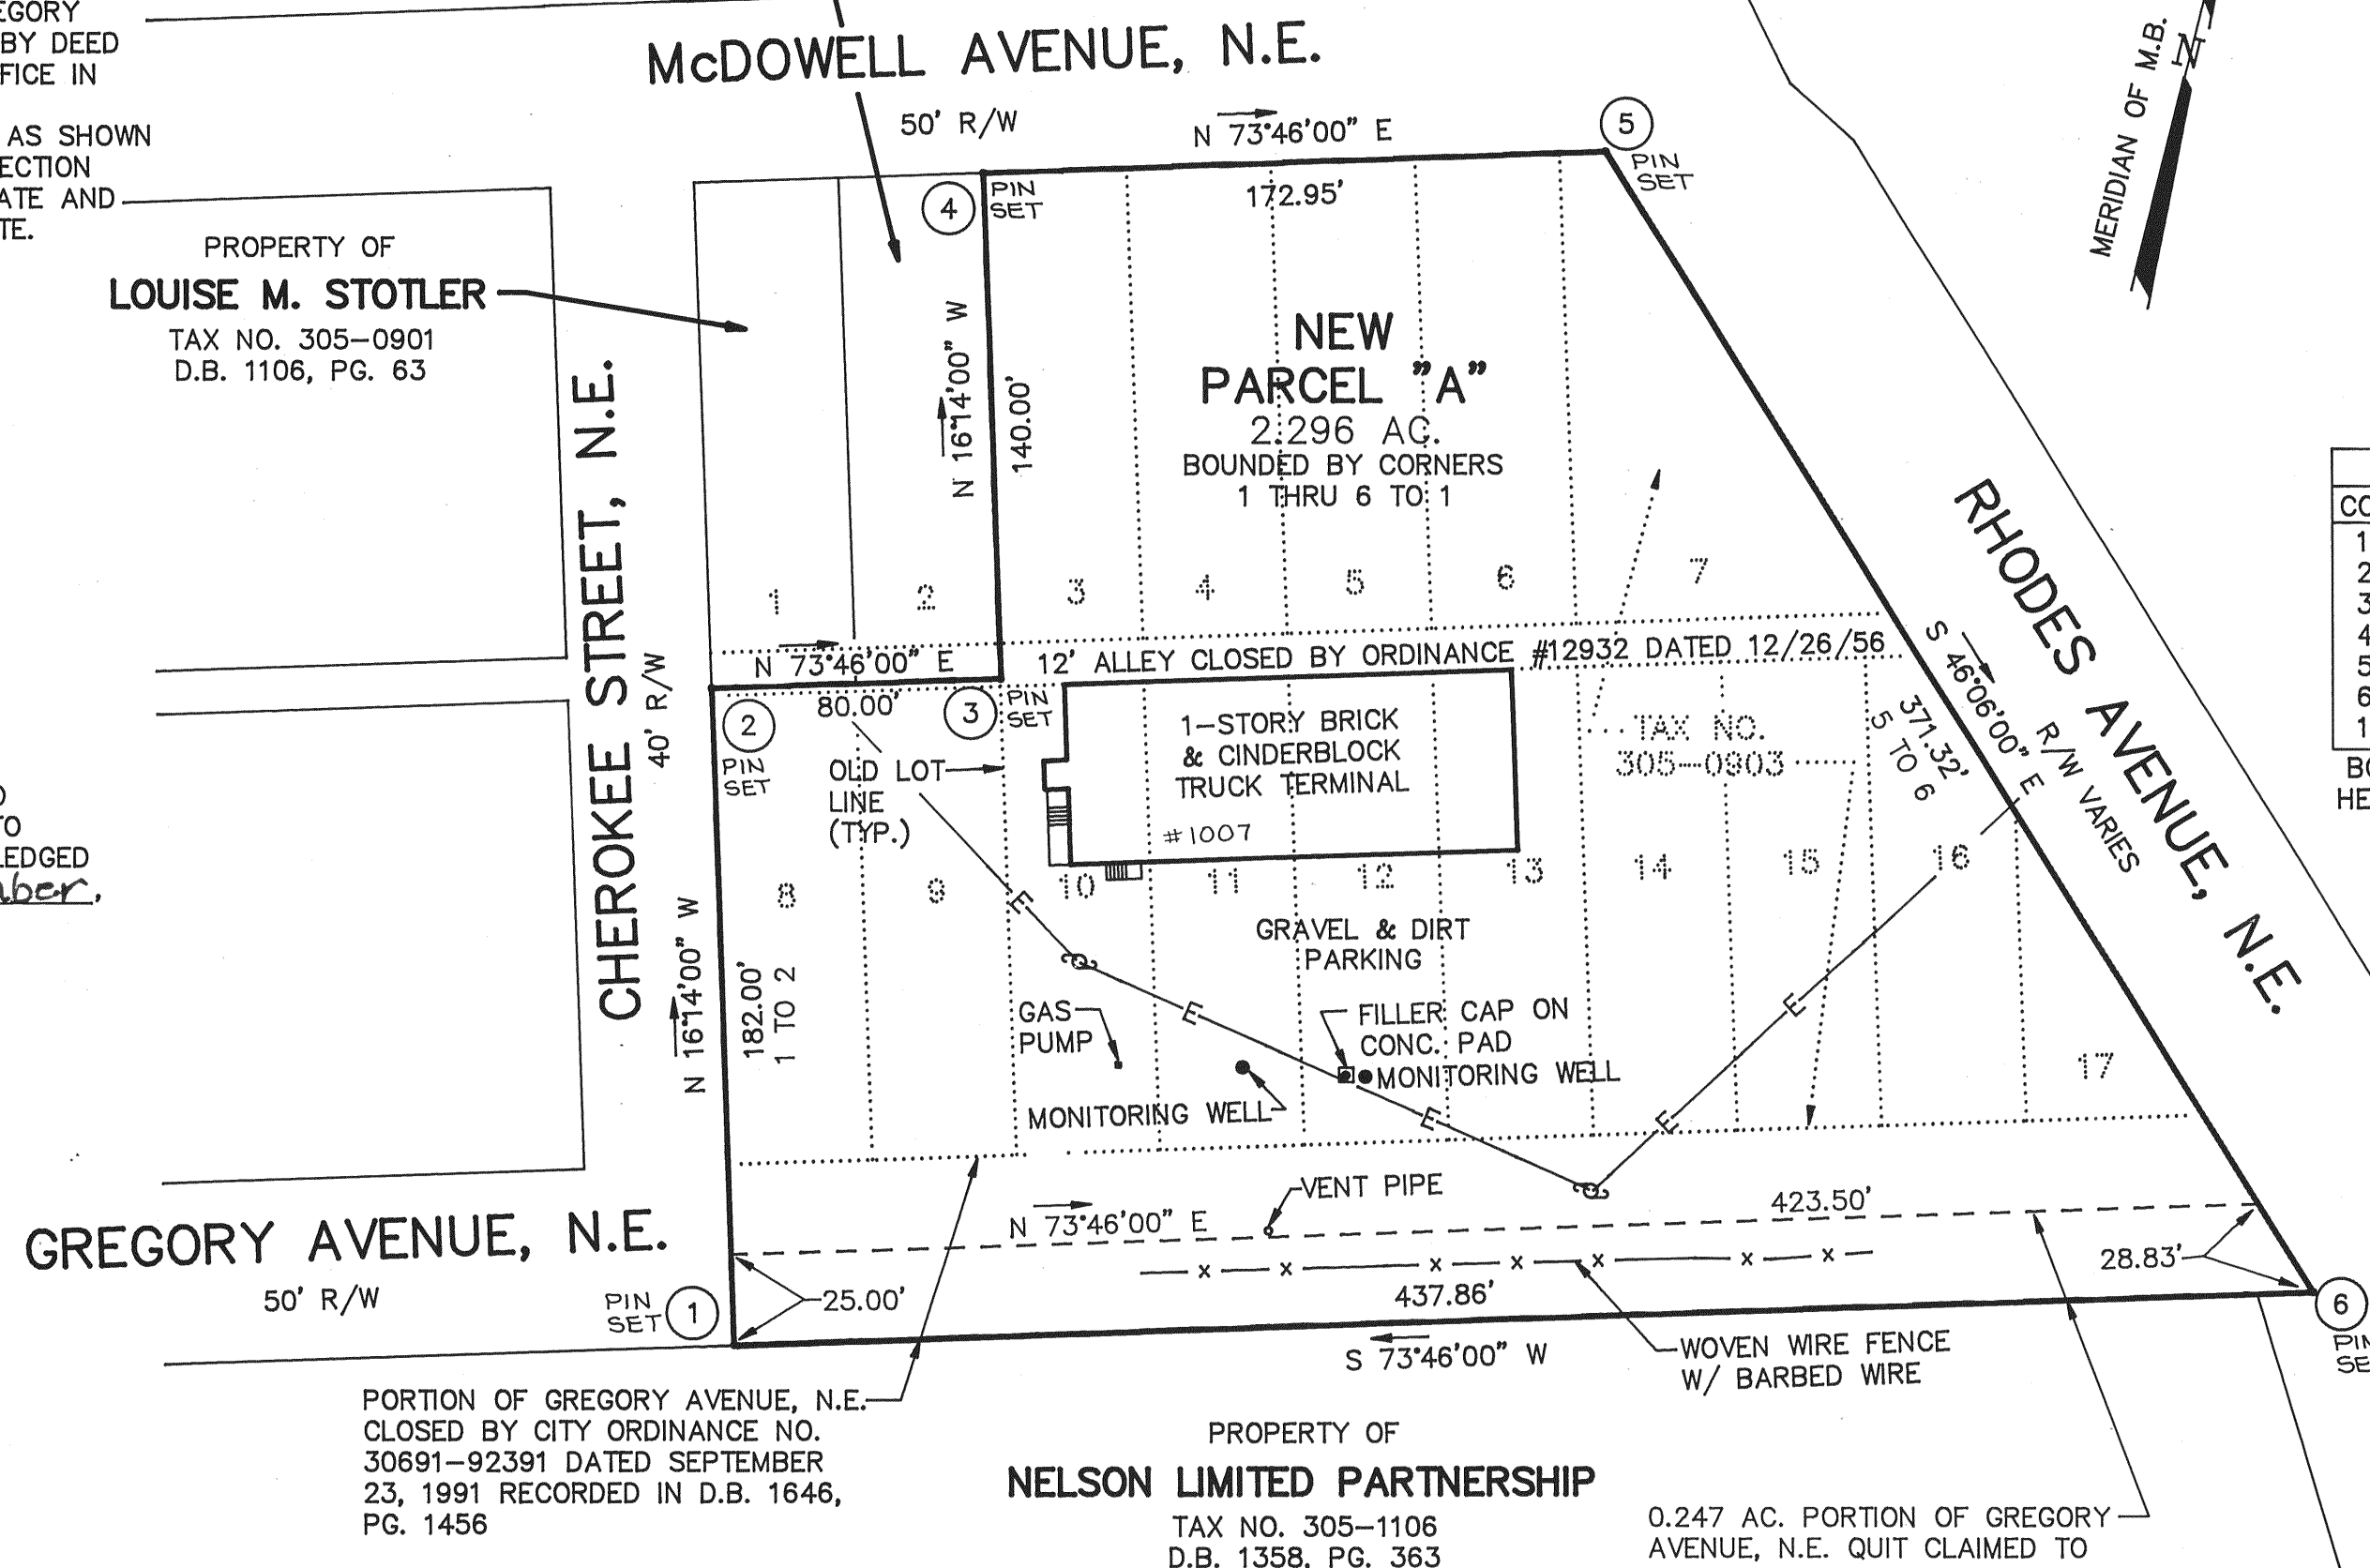 EGORY
BY DEED
FICE IN
AS SHOWN
ECTION
ATE AND
TE.
McDOWELL AVENUE, N.E.
50' R/W
N 73°46'00" E
5
PIN
SET
172.95'
4
PIN
SET
MERIDIAN OF M.B.
N
PROPERTY OF
LOUISE M. STOTLER
TAX NO. 305-0901
D.B. 1106, PG. 63
N 16°14'00" W
140.00'
NEW
PARCEL "A"
2.296 AC.
BOUNDED BY CORNERS
1 THRU 6 TO 1
CHEROKEE STREET, N.E.
40' R/W
RHODES AVENUE, N.E.
R/W VARIES
S 46°06'00" E
371.32'
5 TO 6
CO
1
2
3
4
5
6
1
BO
HE
1
2
3
4
5
6
7
N 73°46'00" E
80.00'
12' ALLEY CLOSED BY ORDINANCE #12932 DATED 12/26/56
2
PIN
SET
3
PIN
SET
OLD LOT
LINE
(TYP.)
1-STORY BRICK
& CINDERBLOCK
TRUCK TERMINAL
#1007
TAX NO.
305-0903
TO
LEDGED
mber,
8
9
10
11
12
13
14
15
16
17
N 16°14'00" W
182.00'
1 TO 2
GRAVEL & DIRT
PARKING
E
E
E
E
E
GAS
PUMP
FILLER CAP ON
CONC. PAD
MONITORING WELL
MONITORING WELL
VENT PIPE
N 73°46'00" E
423.50'
GREGORY AVENUE, N.E.
50' R/W
PIN
SET
1
25.00'
x x x x x x x
28.83'
437.86'
6
PIN
SE
S 73°46'00" W
WOVEN WIRE FENCE
W/ BARBED WIRE
PORTION OF GREGORY AVENUE, N.E.
CLOSED BY CITY ORDINANCE NO.
30691-92391 DATED SEPTEMBER
23, 1991 RECORDED IN D.B. 1646,
PG. 1456
PROPERTY OF
NELSON LIMITED PARTNERSHIP
TAX NO. 305-1106
D.B. 1358, PG. 363
0.247 AC. PORTION OF GREGORY
AVENUE, N.E. QUIT CLAIMED TO